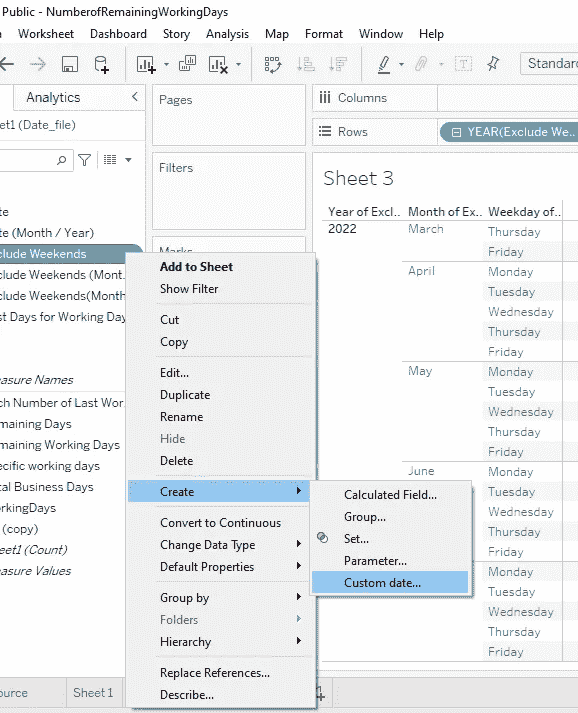 Public - NumberofRemainingWorkingDays
Worksheet Dashboard Story Analysis Map Format Window Help
Standard
Analytics
Pages
Columns
et1 (Date_file)
Rows
YEAR(Exclude We..
Filters
Sheet 3
te
te (Month / Year)
clude Weekends
clude Weekends (Mont.
clude Weekends(Month
st Days for Working Day
Marks
Year of Excl.. Month of Ex.. Weekday of..
2022 March Thursday
Friday
April Monday
Tuesday
Wednesday
Thursday
Friday
May Monday
Tuesday
Wednesday
Thursday
Friday
June Monday
Tuesday
Wednesday
Thursday
Friday
Monday
Tuesday
Wednesday
Thursday
Friday
easure Names
ch Number of Last Wor.
maining Days
maining Working Days
ecific working days
tal Business Days
orkingDays
(copy)
eet1 (Count)
easure Values
Add to Sheet
Show Filter
Cut
Copy
Edit...
Duplicate
Rename
Hide
Delete
Create
Convert to Continuous
Change Data Type
Default Properties
Group by
Folders
Hierarchy
Replace References...
Describe...
Calculated Field...
Group...
Set...
Parameter...
Custom date...
ource Sheet 1